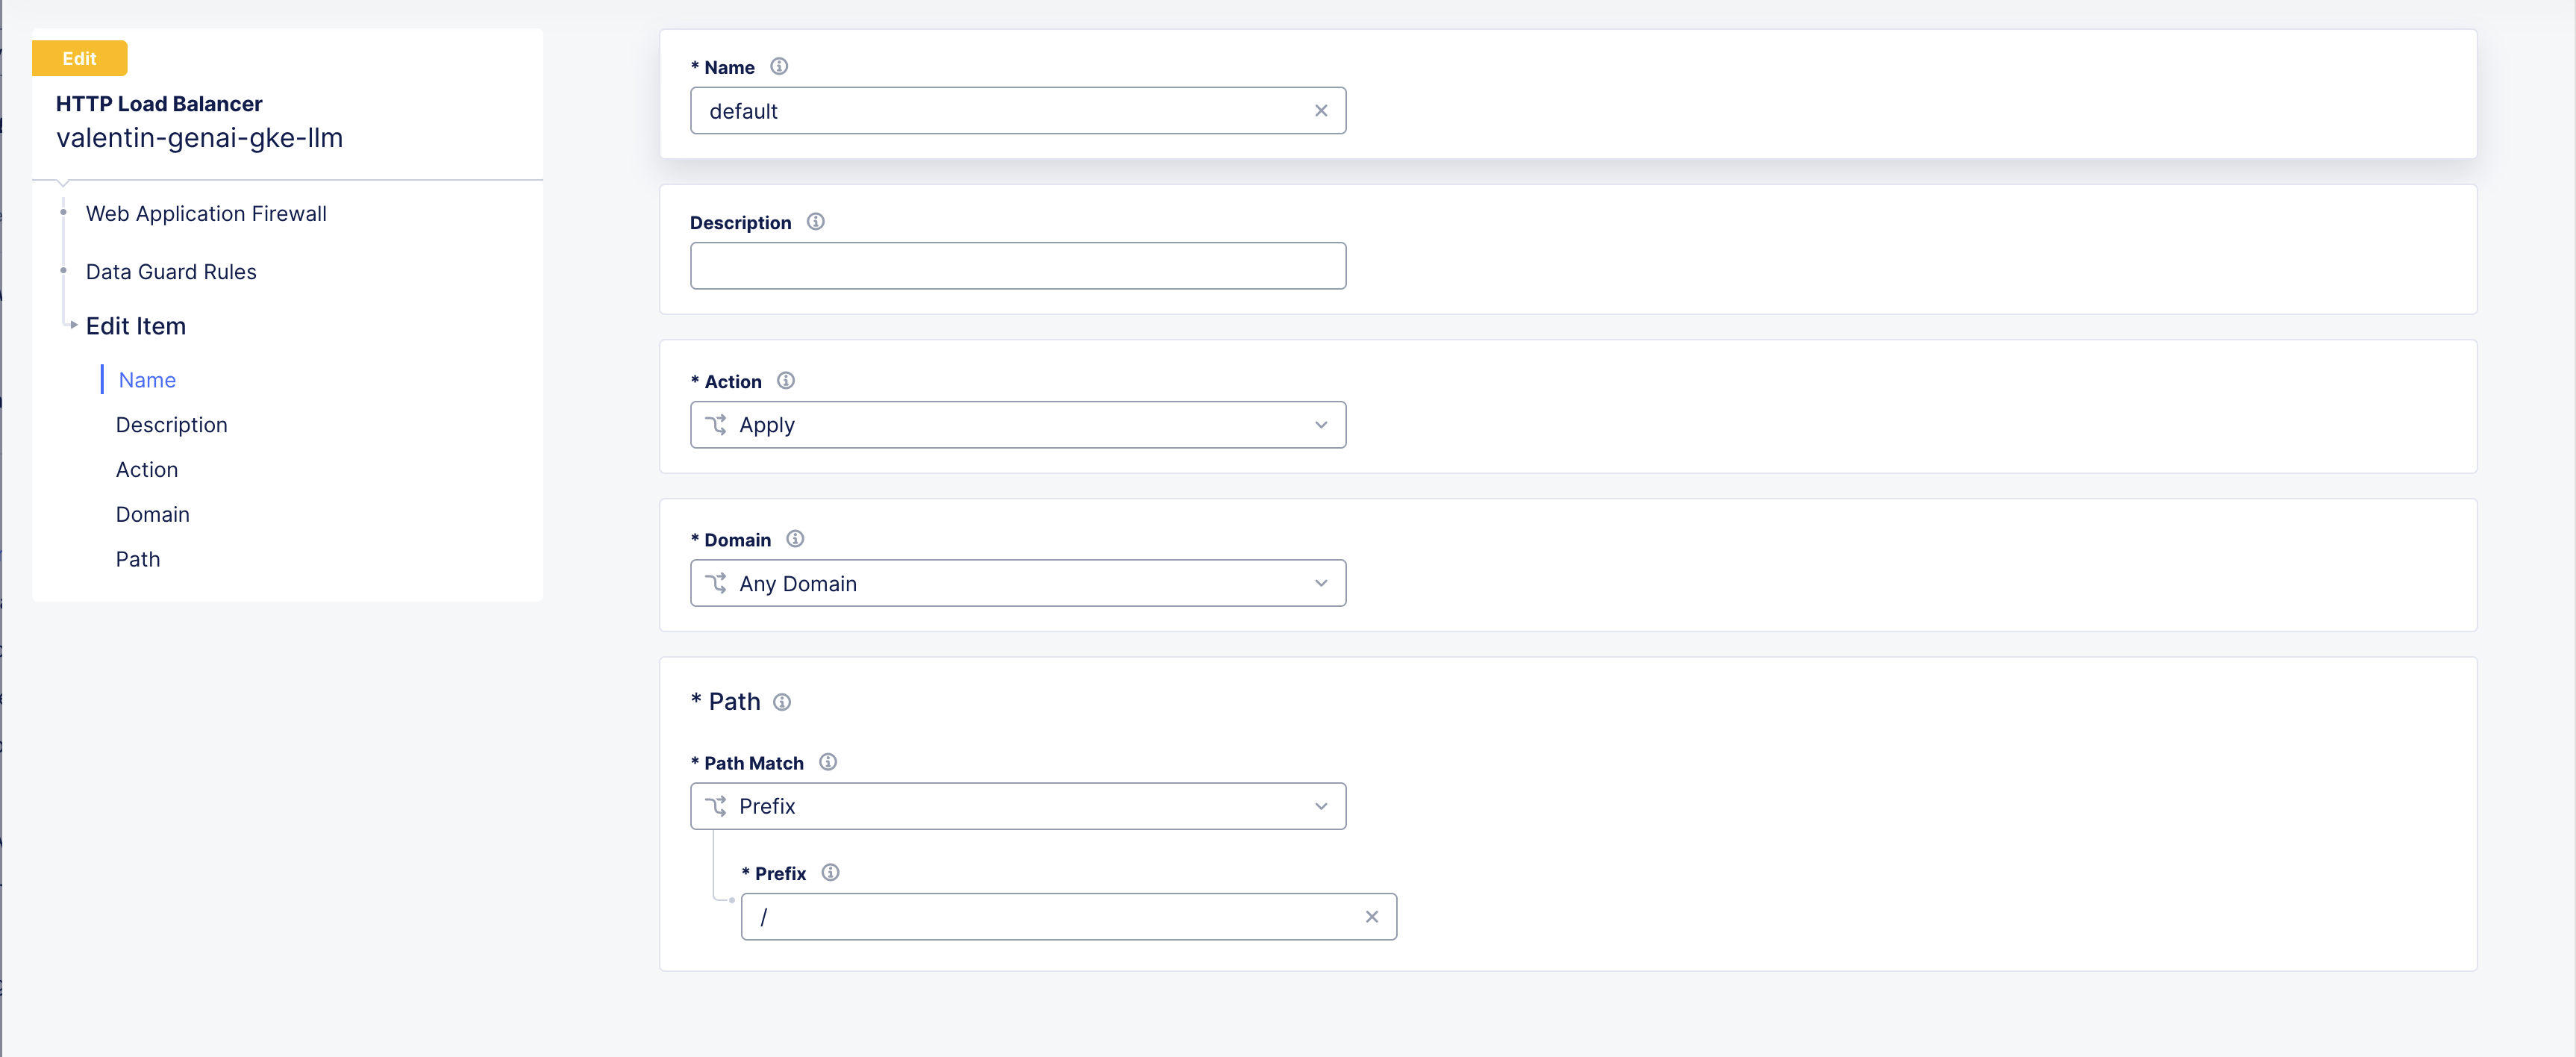 Edit
HTTP Load Balancer
valentin-genai-gke-llm
Web Application Firewall
Data Guard Rules
Edit Item
Name
Description
Action
Domain
Path
* Name
default
Description
* Action
Apply
* Domain
Any Domain
* Path
* Path Match
Prefix
* Prefix
/